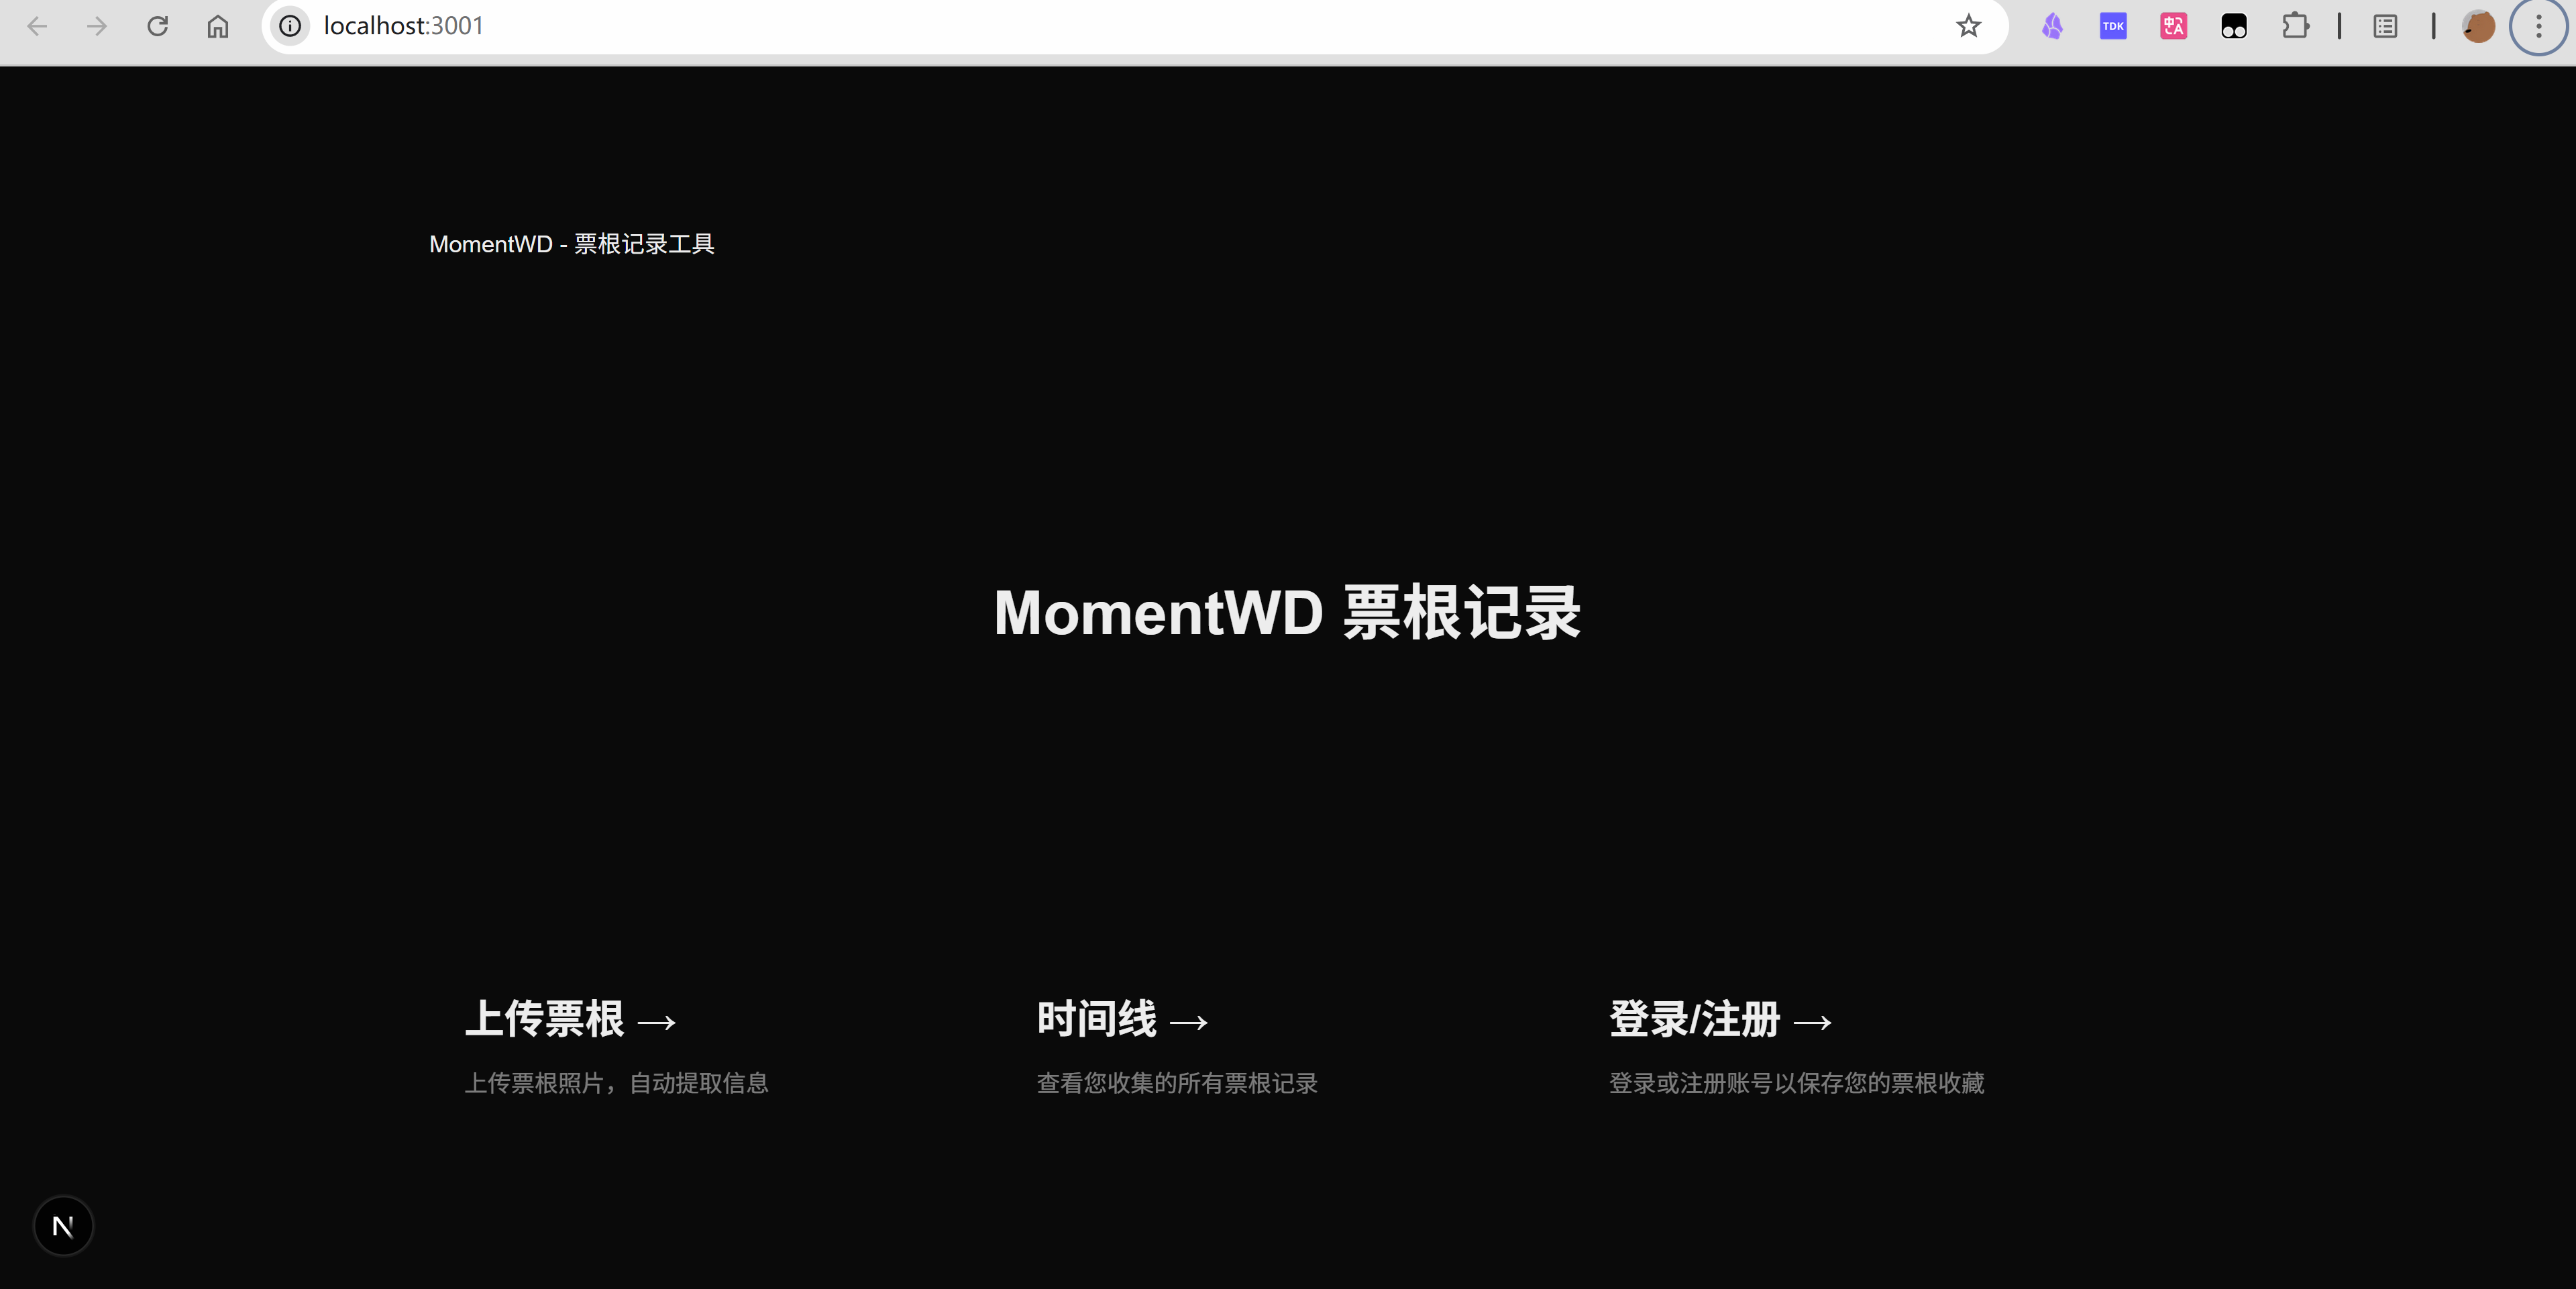 localhost:3001
TDK
中A
MomentWD - 票根记录工具
MomentWD 票根记录
上传票根 →
上传票根照片，自动提取信息
时间线 →
查看您收集的所有票根记录
登录/注册 →
登录或注册账号以保存您的票根收藏
N